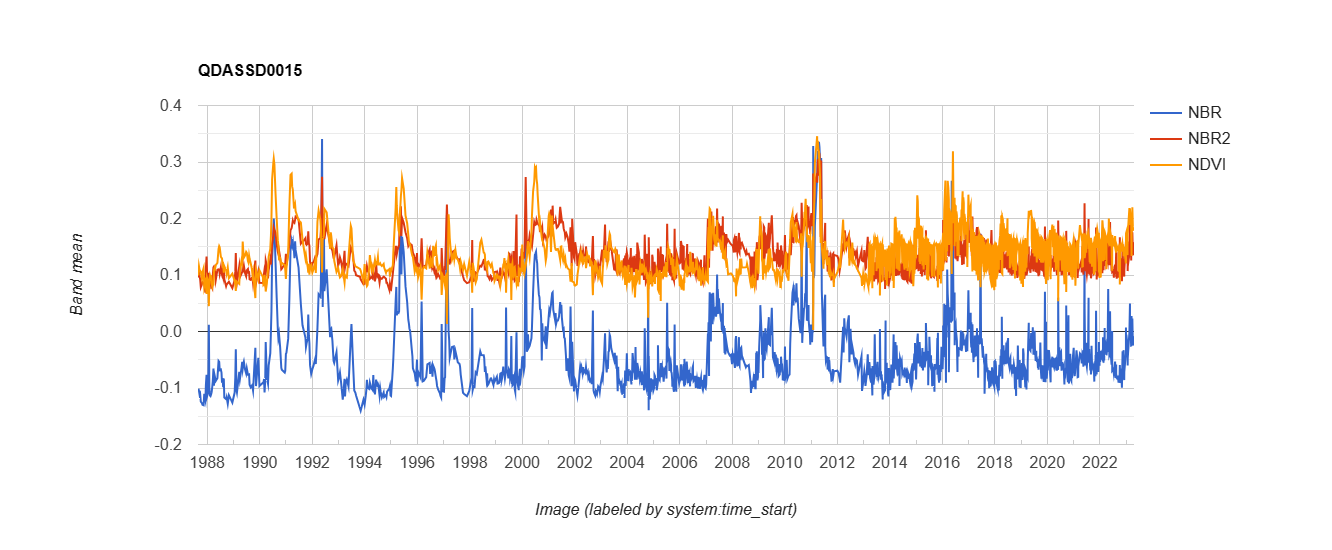 QDASSD0015
0.4
0.3
0.2
0.1
0.0
-0.1
-0.2
Band mean
1988 1990 1992 1994 1996 1998 2000 2002 2004 2006 2008 2010 2012 2014 2016 2018 2020 2022
Image (labeled by system:time_start)
NBR
NBR2
NDVI